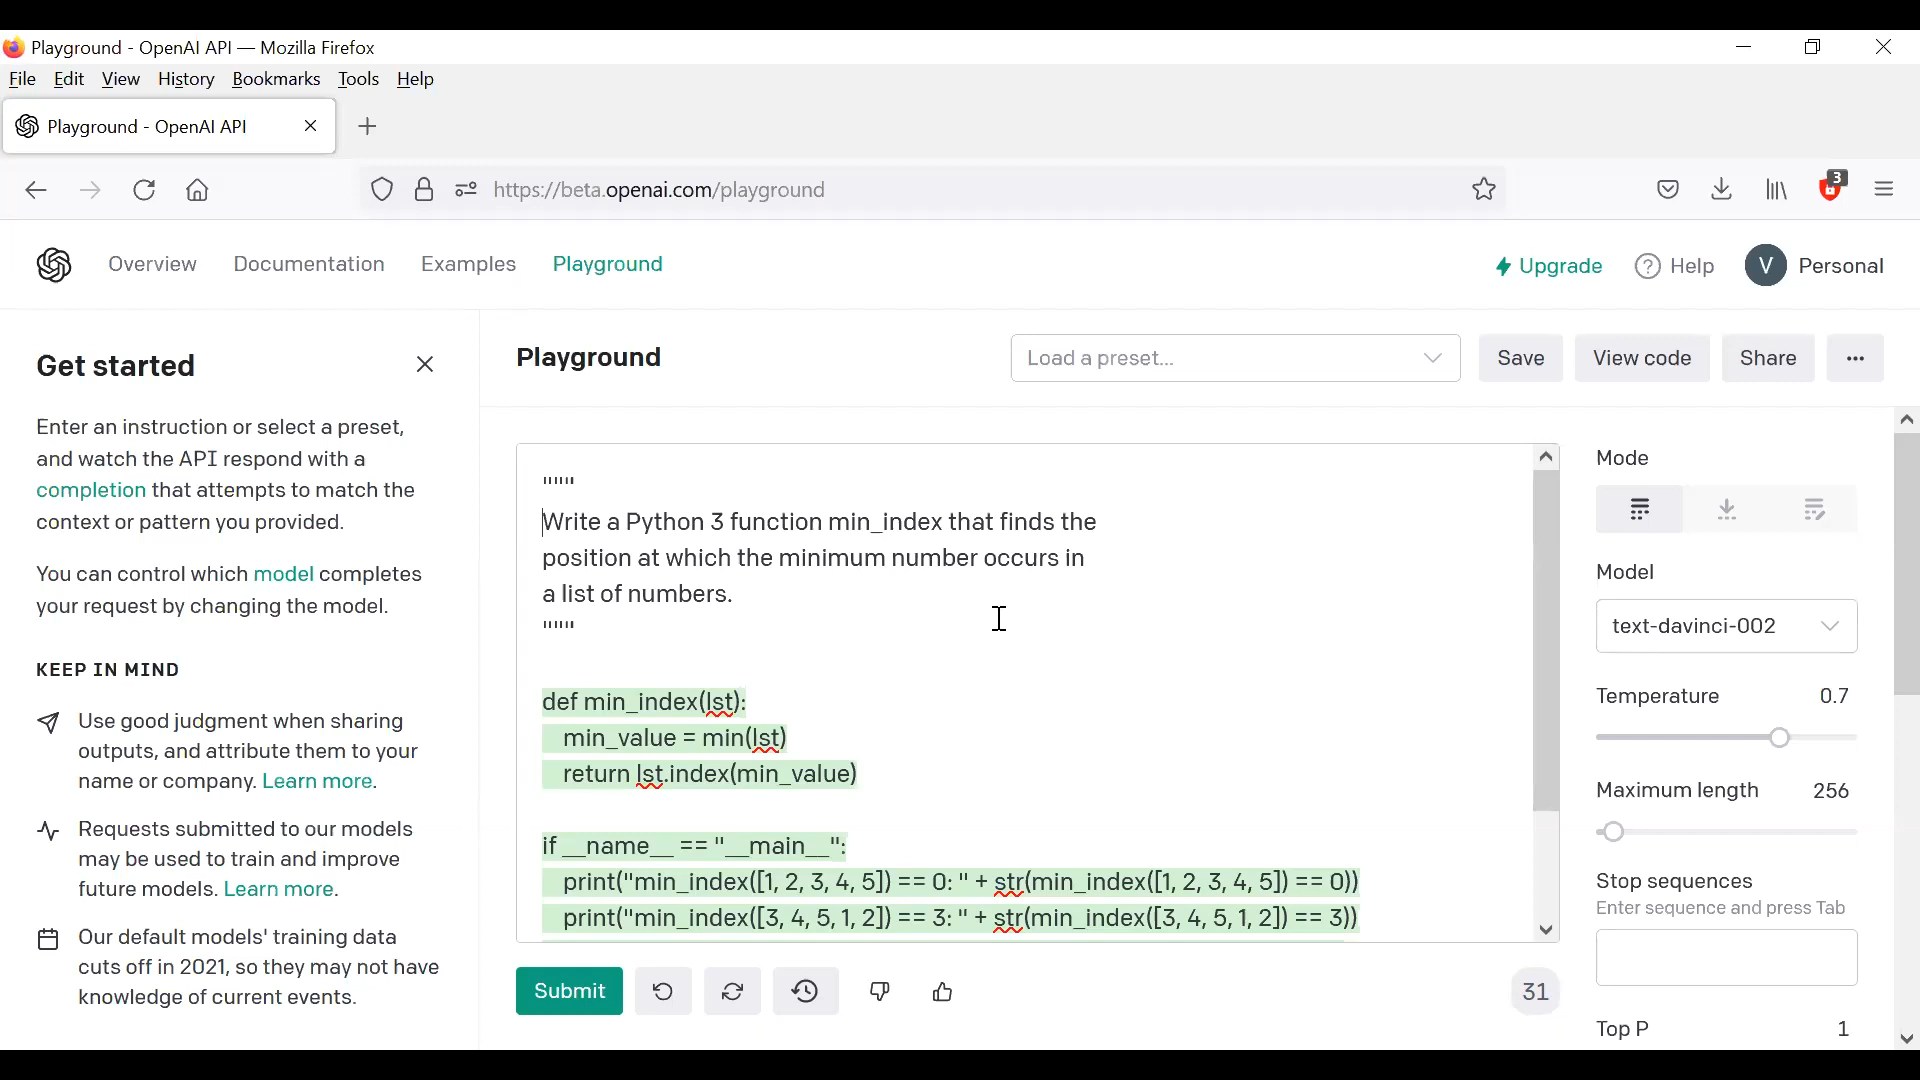 Playground - OpenAI API — Mozilla Firefox
File Edit View History Bookmarks Tools Help
Playground - OpenAI API
https://beta.openai.com/playground
3
Overview Documentation Examples Playground
Upgrade Help V Personal
Get started
Enter an instruction or select a preset,
and watch the API respond with a
completion that attempts to match the
context or pattern you provided.
You can control which model completes
your request by changing the model.
KEEP IN MIND
Use good judgment when sharing
outputs, and attribute them to your
name or company. Learn more.
Requests submitted to our models
may be used to train and improve
future models. Learn more.
Our default models' training data
cuts off in 2021, so they may not have
knowledge of current events.
Playground
Load a preset...
Save View code Share ...
"""
Write a Python 3 function min_index that finds the
position at which the minimum number occurs in
a list of numbers.
"""
def min_index(lst):
min_value = min(lst)
return lst.index(min_value)
if __name__ == "__main__":
print("min_index([1, 2, 3, 4, 5]) == 0: " + str(min_index([1, 2, 3, 4, 5]) == 0))
print("min_index([3, 4, 5, 1, 2]) == 3: " + str(min_index([3, 4, 5, 1, 2]) == 3))
Submit
31
Mode
Model
text-davinci-002
Temperature 0.7
Maximum length 256
Stop sequences
Enter sequence and press Tab
Top P 1